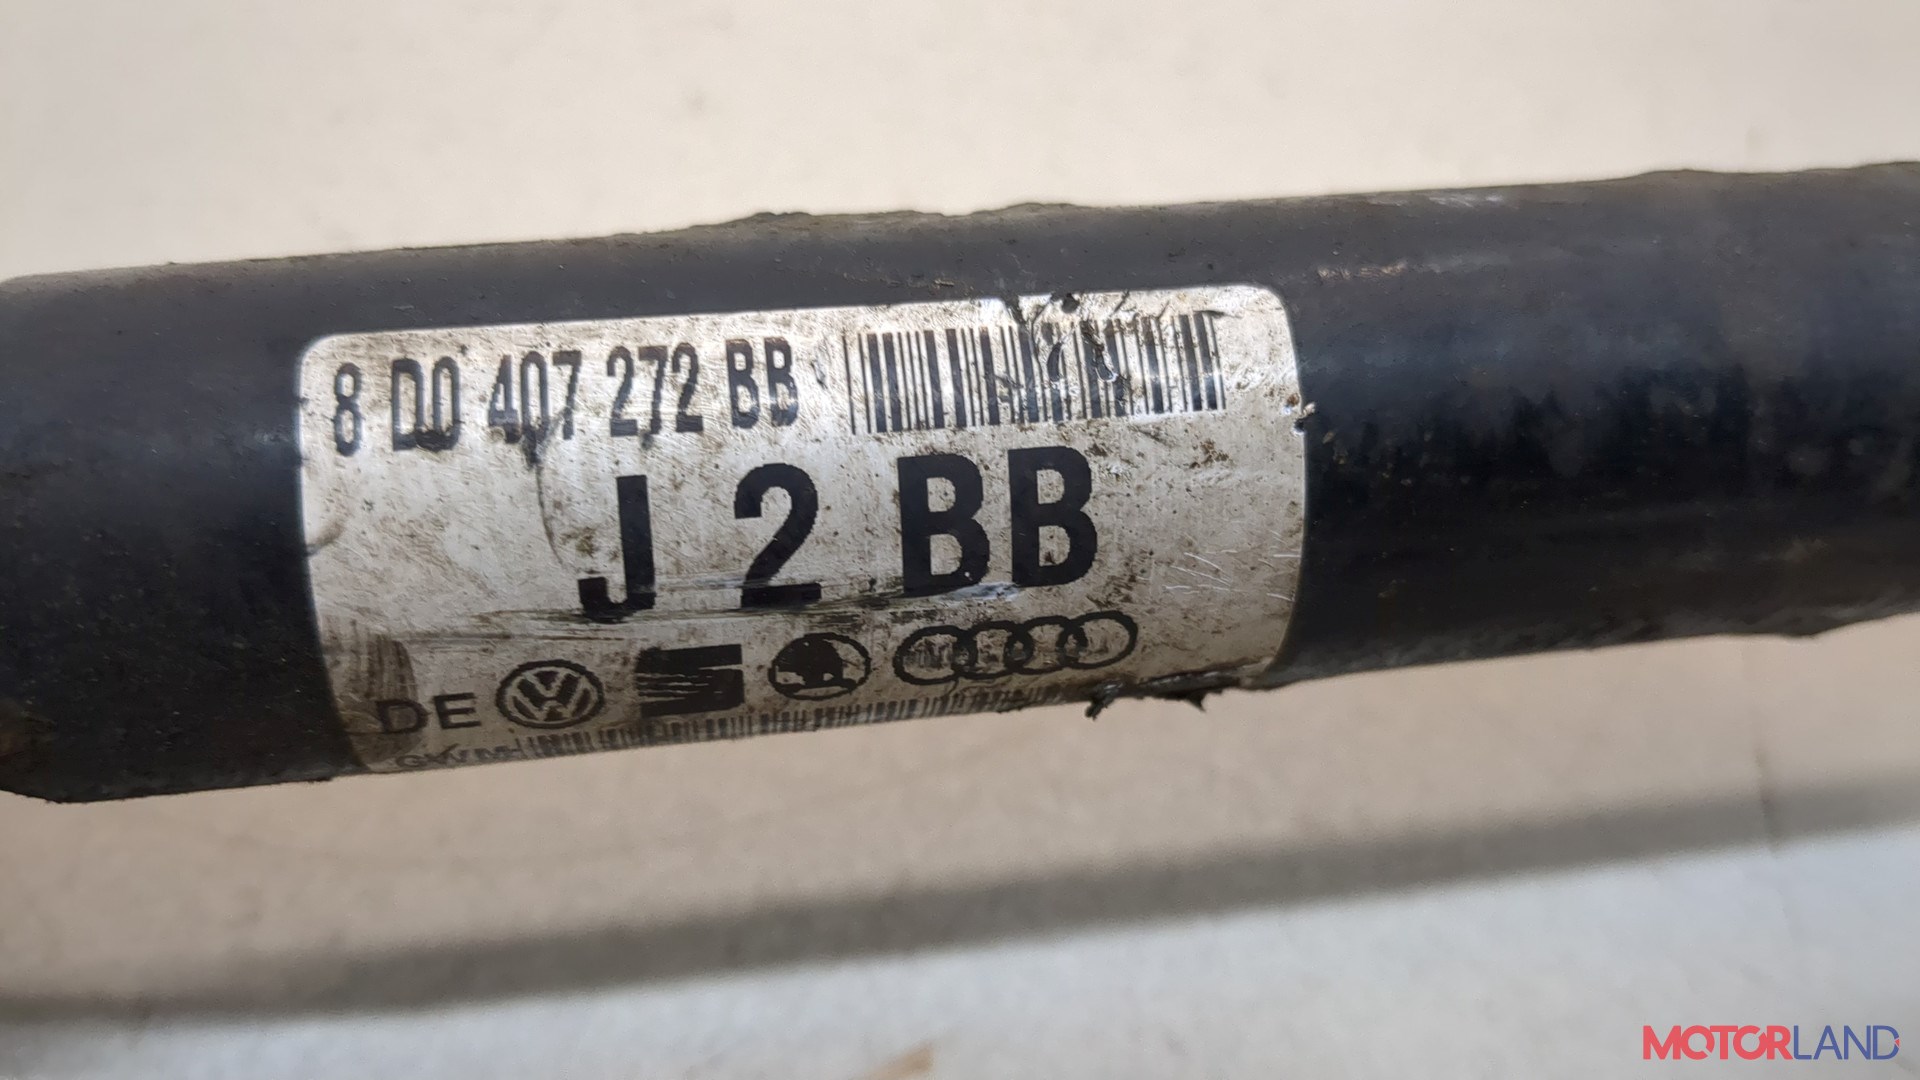 8 D0 407 272 BB
J 2 BB
DE
MOTORLAND